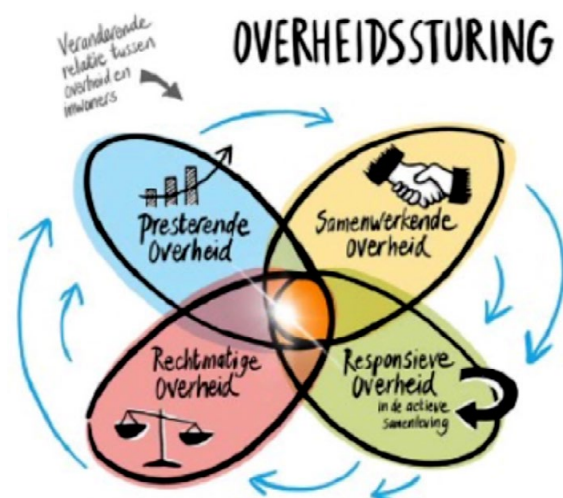 OVERHEIDSSTURING
Veranderende
relatie tussen
overheid en
inwoners
Presterende
Overheid
Samenwerkende
Overheid
Rechtmatige
Overheid
Responsieve
Overheid
in de actieve
samenleving